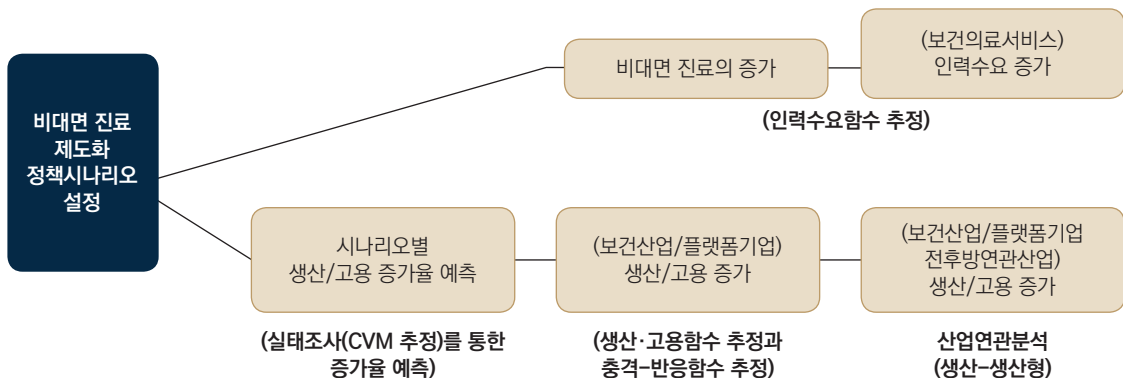 비대면 진료
제도화
정책시나리오
설정
비대면 진료의 증가
(보건의료서비스)
인력수요 증가
(인력수요함수 추정)
시나리오별
생산/고용 증가율 예측
(보건산업/플랫폼기업)
생산/고용 증가
(보건산업/플랫폼기업
전후방연관산업)
생산/고용 증가
(실태조사(CVM 추정)를 통한
증가율 예측)
(생산·고용함수 추정과
충격-반응함수 추정)
산업연관분석
(생산-생산형)